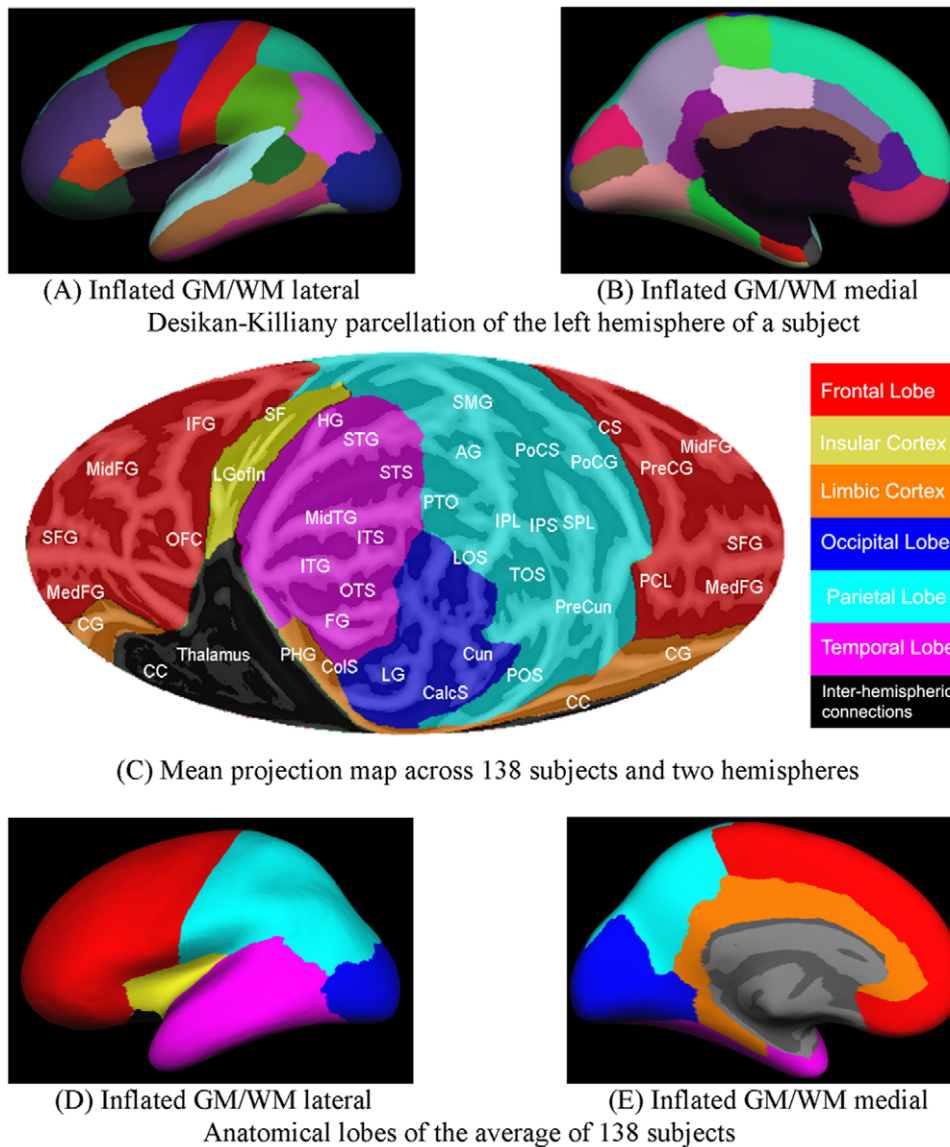 (A) Inflated GM/WM lateral
(B) Inflated GM/WM medial
Desikan-Killiany parcellation of the left hemisphere of a subject
IFG
SF
HG
STG
SMG
CS
MidFG
LGofIn
STS
AG
PoCS
PoCG
PreCG
MidFG
MidTG
PTO
SFG
OFC
ITS
IPL
IPS
SPL
SFG
MedFG
ITG
OTS
LOS
TOS
PCL
MedFG
CG
FG
PreCun
Thalamus
PHG
ColS
LG
Cun
POS
CG
CC
CalcS
CC
Frontal Lobe
Insular Cortex
Limbic Cortex
Occipital Lobe
Parietal Lobe
Temporal Lobe
Inter-hemispheric
connections
(C) Mean projection map across 138 subjects and two hemispheres
(D) Inflated GM/WM lateral
(E) Inflated GM/WM medial
Anatomical lobes of the average of 138 subjects